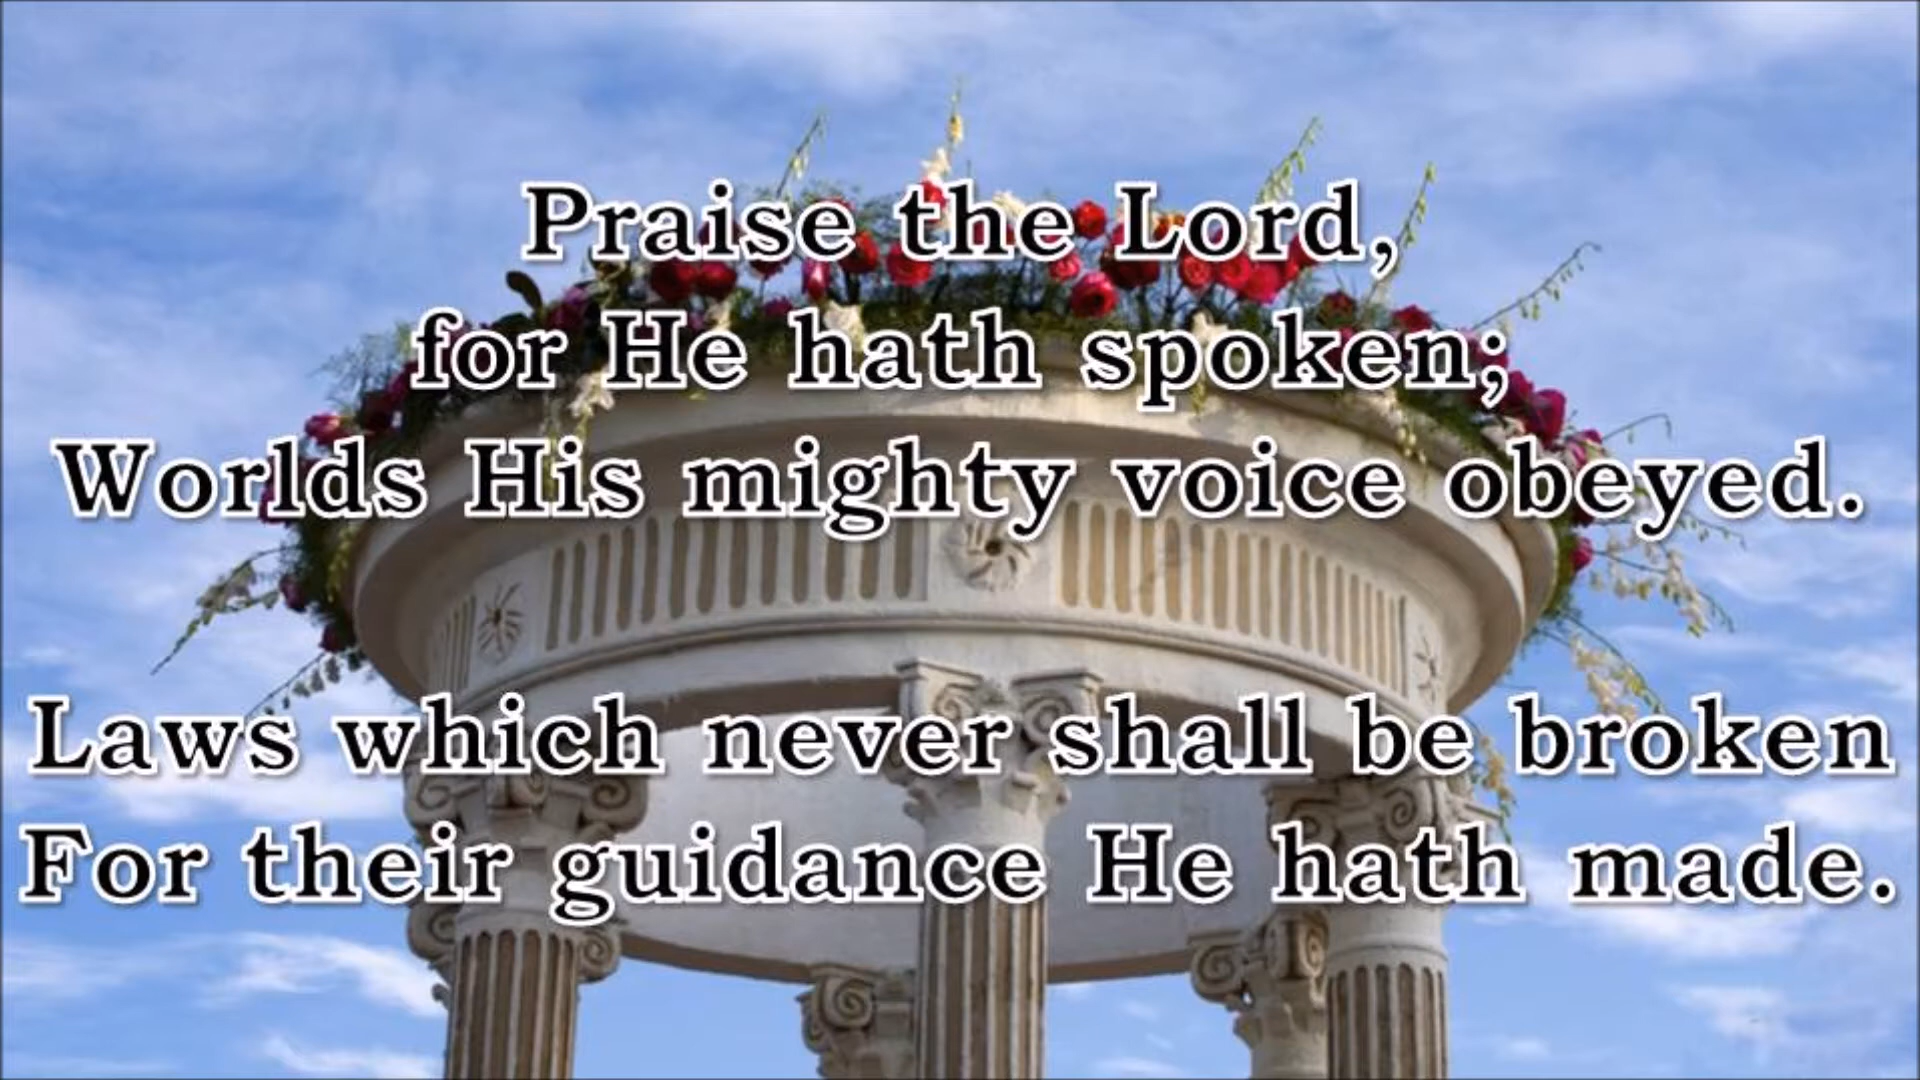 Praise the Lord,
for He hath spoken;
Worlds His mighty voice obeyed.
Laws which never shall be broken
For their guidance He hath made.